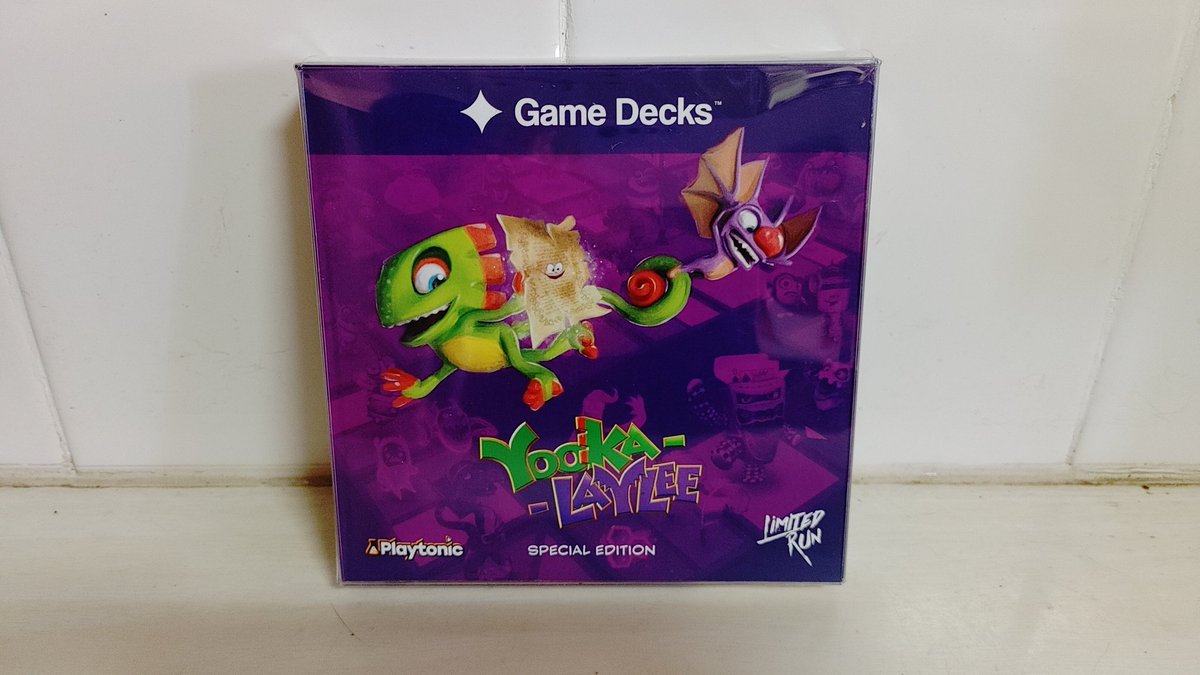 Game Decks™
YOOKA-
-LAYLEE
Playtonic
SPECIAL EDITION
LIMITED
RUN